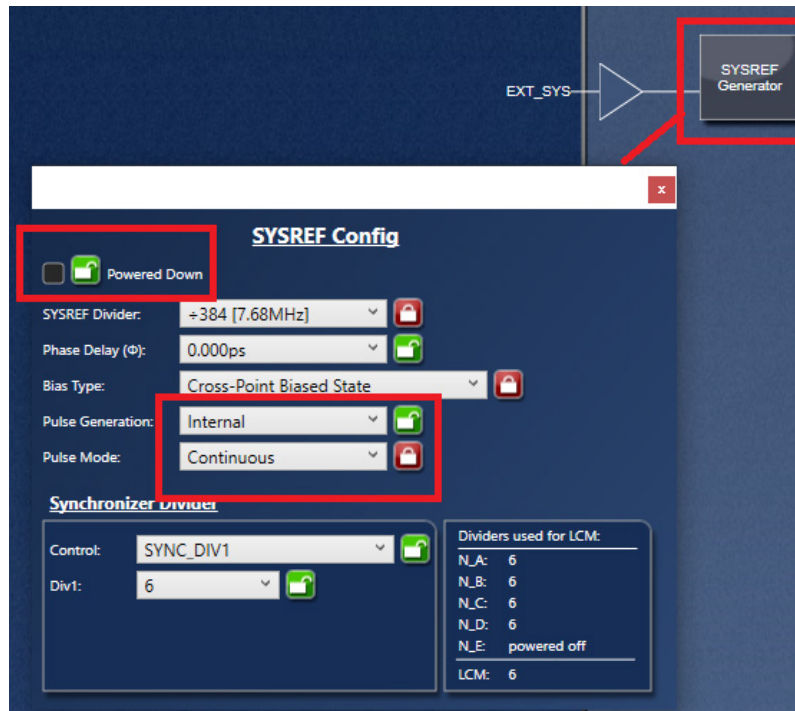 EXT_SYS
SYSREF
Generator
x
SYSREF Config
Powered Down
SYSREF Divider: ÷384 [7.68MHz]
Phase Delay (Φ): 0.000ps
Bias Type: Cross-Point Biased State
Pulse Generation: Internal
Pulse Mode: Continuous
Synchronizer Divider
Control: SYNC_DIV1
Div1: 6
Dividers used for LCM:
N_A: 6
N_B: 6
N_C: 6
N_D: 6
N_E: powered off
LCM: 6